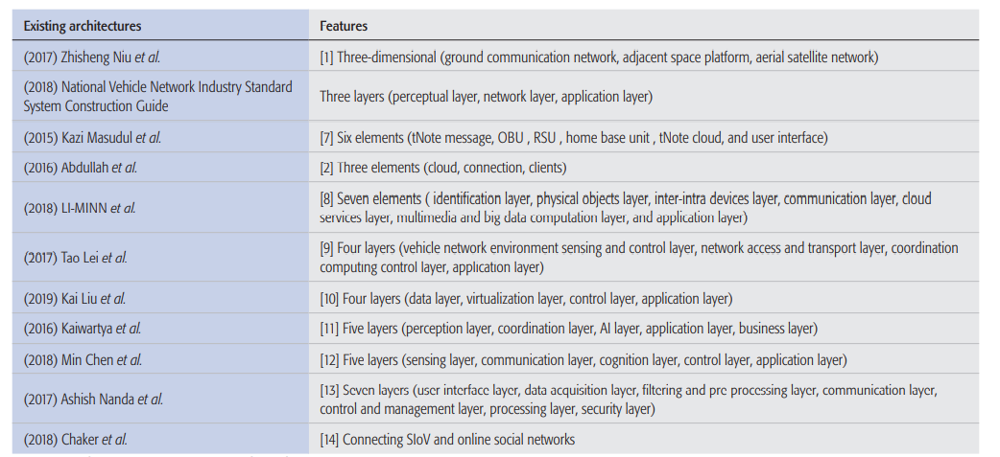 Existing architectures Features
(2017) Zhisheng Niu et al. [1] Three-dimensional (ground communication network, adjacent space platform, aerial satellite network)
(2018) National Vehicle Network Industry Standard
System Construction Guide
Three layers (perceptual layer, network layer, application layer)
(2015) Kazi Masudul et al. [7] Six elements (tNote message, OBU , RSU , home base unit , tNote cloud, and user interface)
(2016) Abdullah et al. [2] Three elements (cloud, connection, clients)
(2018) LI-MINN et al.
[8] Seven elements ( identification layer, physical objects layer, inter-intra devices layer, communication layer, cloud
services layer, multimedia and big data computation layer, and application layer)
(2017) Tao Lei et al.
[9] Four layers (vehicle network environment sensing and control layer, network access and transport layer, coordination
computing control layer, application layer)
(2019) Kai Liu et al. [10] Four layers (data layer, virtualization layer, control layer, application layer)
(2016) Kaiwartya et al. [11] Five layers (perception layer, coordination layer, AI layer, application layer, business layer)
(2018) Min Chen et al. [12] Five layers (sensing layer, communication layer, cognition layer, control layer, application layer)
(2017) Ashish Nanda et al.
[13] Seven layers (user interface layer, data acquisition layer, filtering and pre processing layer, communication layer,
control and management layer, processing layer, security layer)
(2018) Chaker et al. [14] Connecting SIoV and online social networks